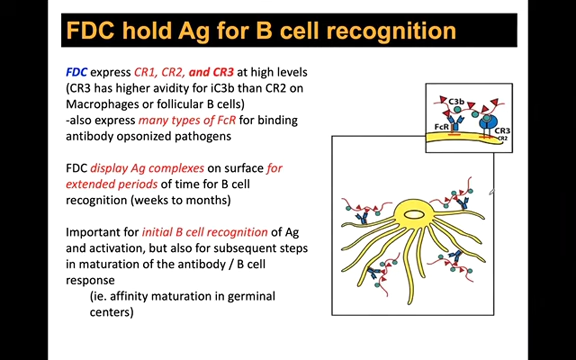 FDC hold Ag for B cell recognition
FDC express CR1, CR2, and CR3 at high levels
(CR3 has higher avidity for iC3b than CR2 on
Macrophages or follicular B cells)
-also express many types of FcR for binding
antibody opsonized pathogens
FDC display Ag complexes on surface for
extended periods of time for B cell
recognition (weeks to months)
Important for initial B cell recognition of Ag
and activation, but also for subsequent steps
in maturation of the antibody / B cell
response
(ie. affinity maturation in germinal
centers)
C3b
FcR
CR3
CR2